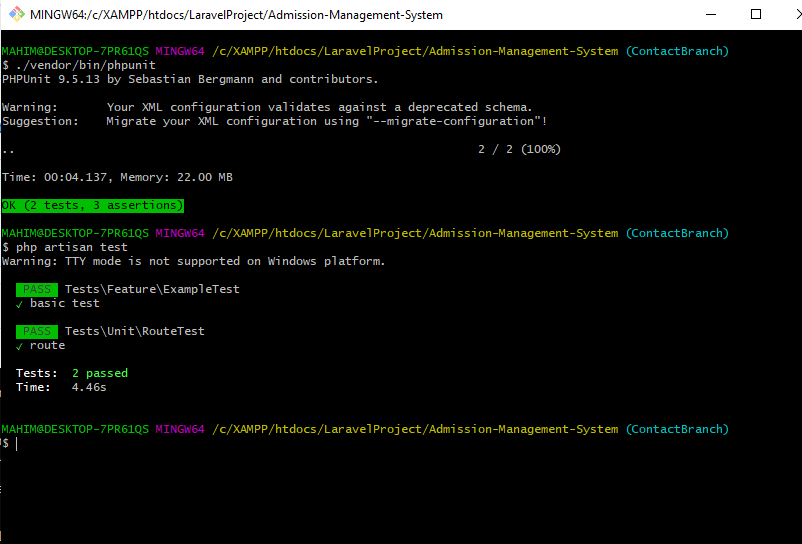 MINGW64:/c/XAMPP/htdocs/LaravelProject/Admission-Management-System
MAHIM@DESKTOP-7PR61QS MINGW64 /c/XAMPP/htdocs/LaravelProject/Admission-Management-System (ContactBranch)
$ ./vendor/bin/phpunit
PHPUnit 9.5.13 by Sebastian Bergmann and contributors.
Warning:       Your XML configuration validates against a deprecated schema.
Suggestion:    Migrate your XML configuration using "--migrate-configuration"!
..                                                                  2 / 2 (100%)
Time: 00:04.137, Memory: 22.00 MB
OK (2 tests, 3 assertions)
MAHIM@DESKTOP-7PR61QS MINGW64 /c/XAMPP/htdocs/LaravelProject/Admission-Management-System (ContactBranch)
$ php artisan test
Warning: TTY mode is not supported on Windows platform.
PASS  Tests\Feature\ExampleTest
✓ basic test
PASS  Tests\Unit\RouteTest
✓ route
Tests:  2 passed
Time:   4.46s
MAHIM@DESKTOP-7PR61QS MINGW64 /c/XAMPP/htdocs/LaravelProject/Admission-Management-System (ContactBranch)
$